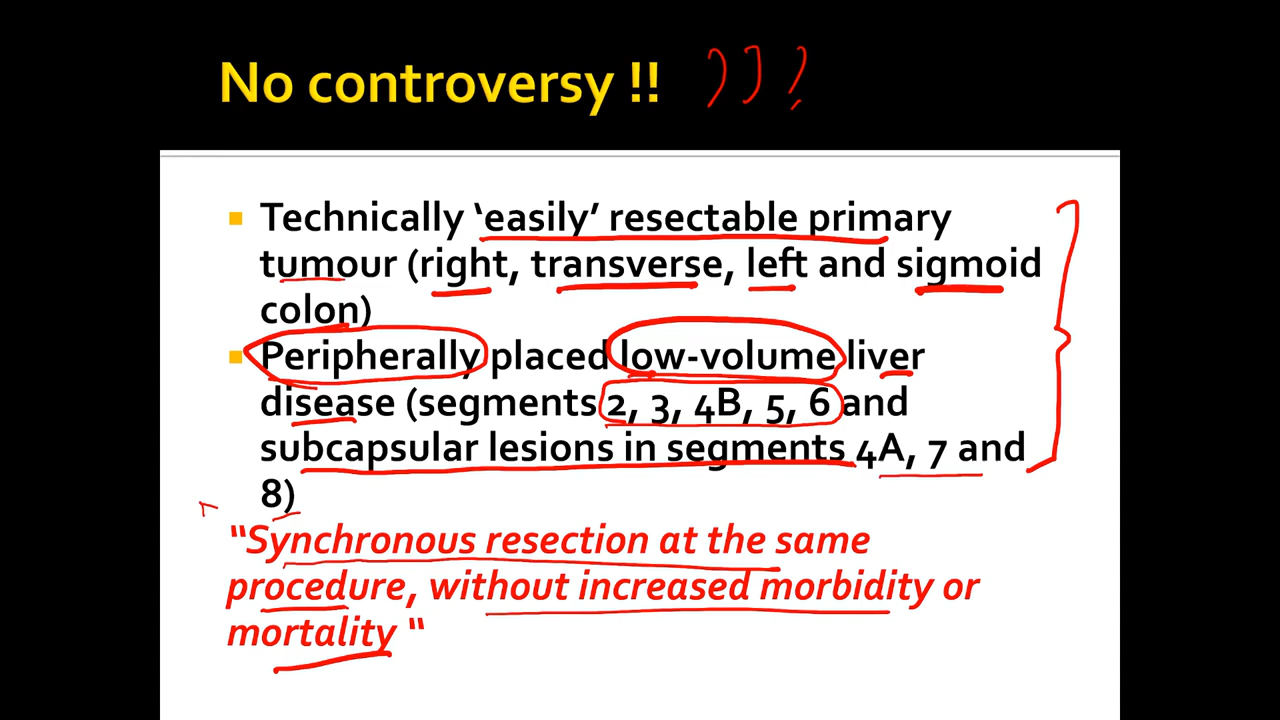 No controversy !!
Technically ‘easily’ resectable primary
tumour (right, transverse, left and sigmoid
colon)
Peripherally placed low-volume liver
disease (segments 2, 3, 4B, 5, 6 and
subcapsular lesions in segments 4A, 7 and
8)
“Synchronous resection at the same
procedure, without increased morbidity or
mortality “